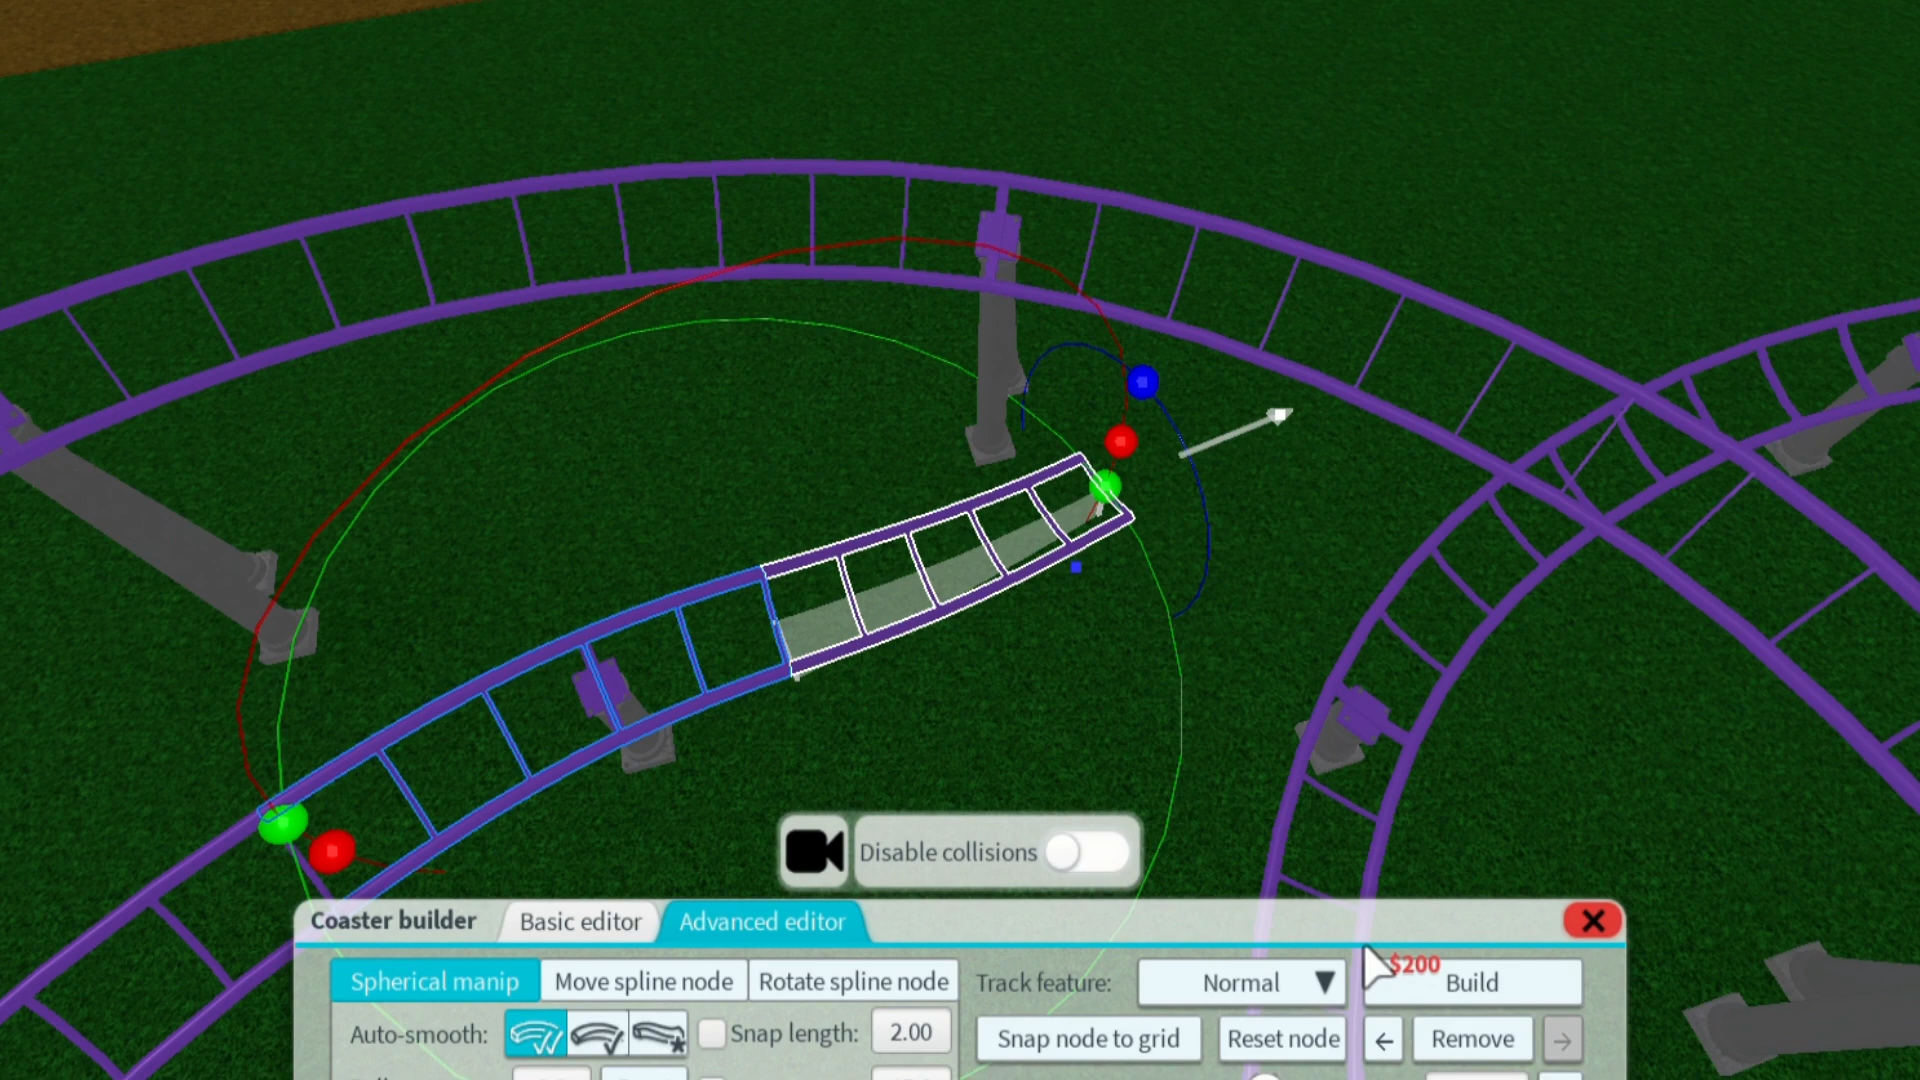 Disable collisions
Coaster builder Basic editor Advanced editor
Spherical manip Move spline node Rotate spline node Track feature: Normal $200 Build
Auto-smooth: Snap length: 2.00 Snap node to grid Reset node Remove